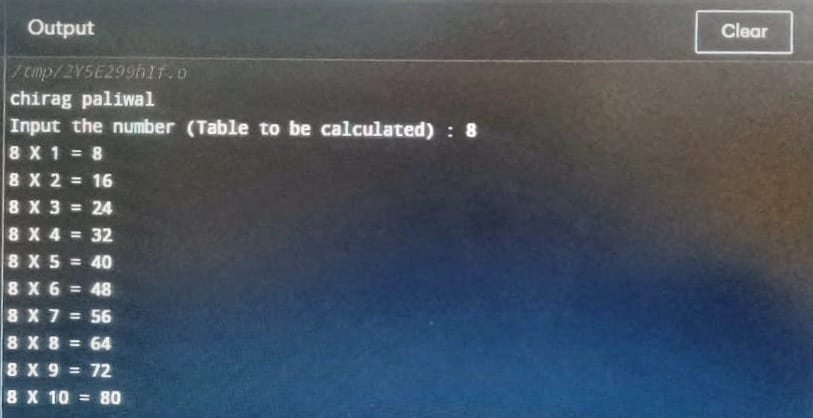 Output
Clear
/tmp/2Y5E299h1f.o
chirag paliwal
Input the number (Table to be calculated) : 8
8 X 1 = 8
8 X 2 = 16
8 X 3 = 24
8 X 4 = 32
8 X 5 = 40
8 X 6 = 48
8 X 7 = 56
8 X 8 = 64
8 X 9 = 72
8 X 10 = 80